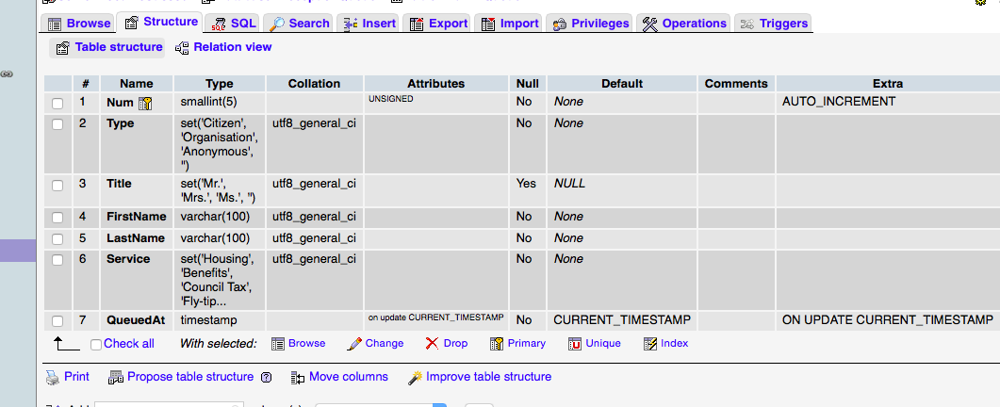 Browse Structure SQL Search Insert Export Import Privileges Operations Triggers
Table structure Relation view
# Name Type Collation Attributes Null Default Comments Extra
1 Num smallint(5) UNSIGNED No None AUTO_INCREMENT
2 Type set('Citizen', utf8_general_ci No None
'Organisation',
'Anonymous',
'')
3 Title set('Mr.', utf8_general_ci Yes NULL
'Mrs.', 'Ms.', '')
4 FirstName varchar(100) utf8_general_ci No None
5 LastName varchar(100) utf8_general_ci No None
6 Service set('Housing', utf8_general_ci No None
'Benefits',
'Council Tax',
'Fly-tip...
7 QueuedAt timestamp on update CURRENT_TIMESTAMP No CURRENT_TIMESTAMP ON UPDATE CURRENT_TIMESTAMP
Check all With selected: Browse Change Drop Primary Unique Index
Print Propose table structure Move columns Improve table structure